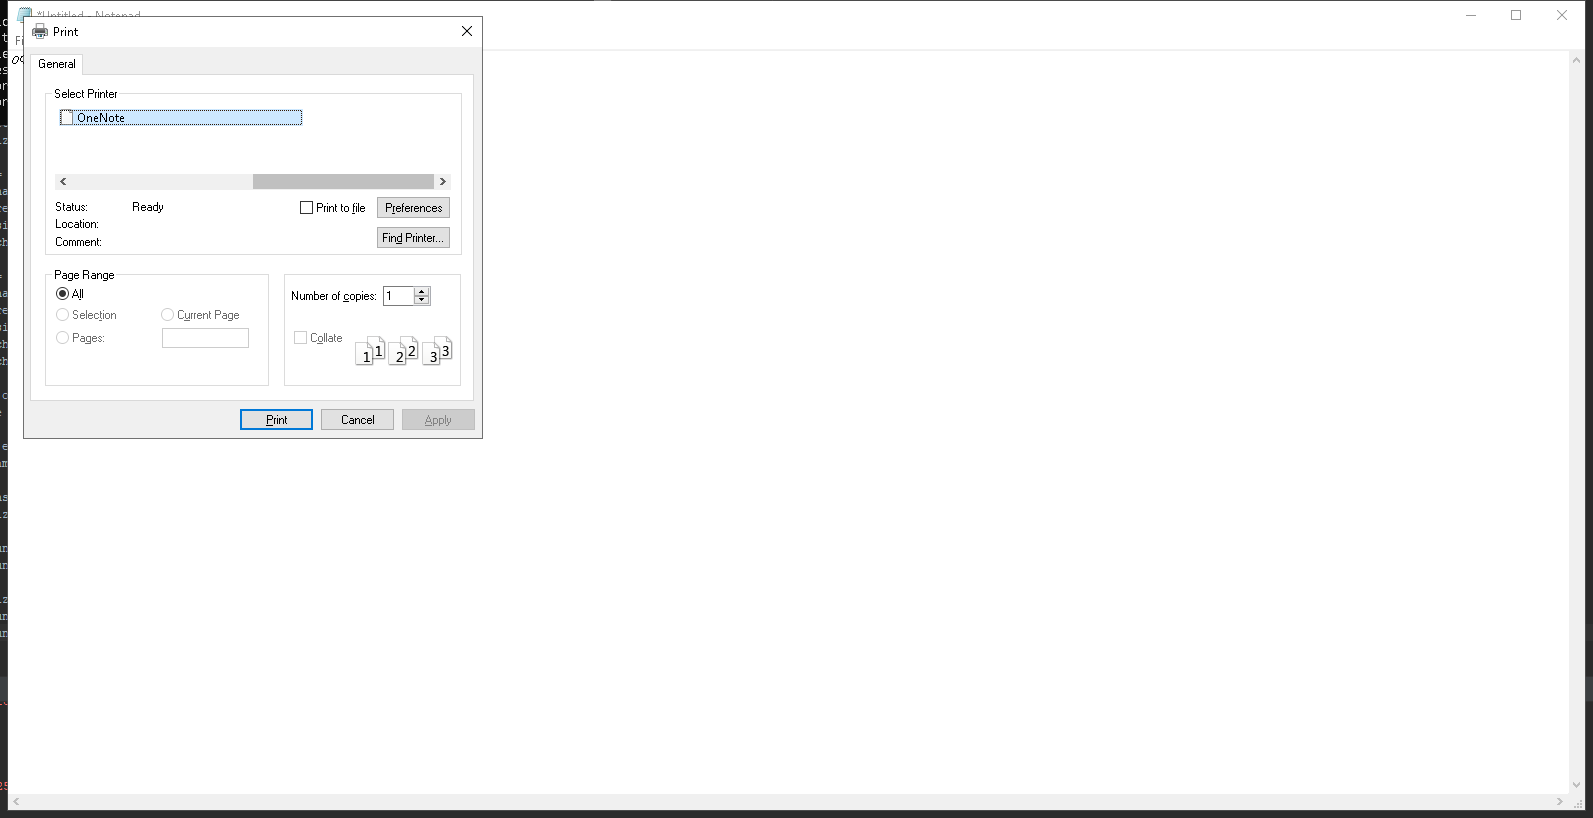 *Untitled - Notepad
Print
General
Select Printer
OneNote
Status: Ready
Print to file
Preferences
Location:
Comment:
Find Printer...
Page Range
All
Selection
Current Page
Pages:
Number of copies: 1
Collate
1 1 2 2 3 3
Print
Cancel
Apply